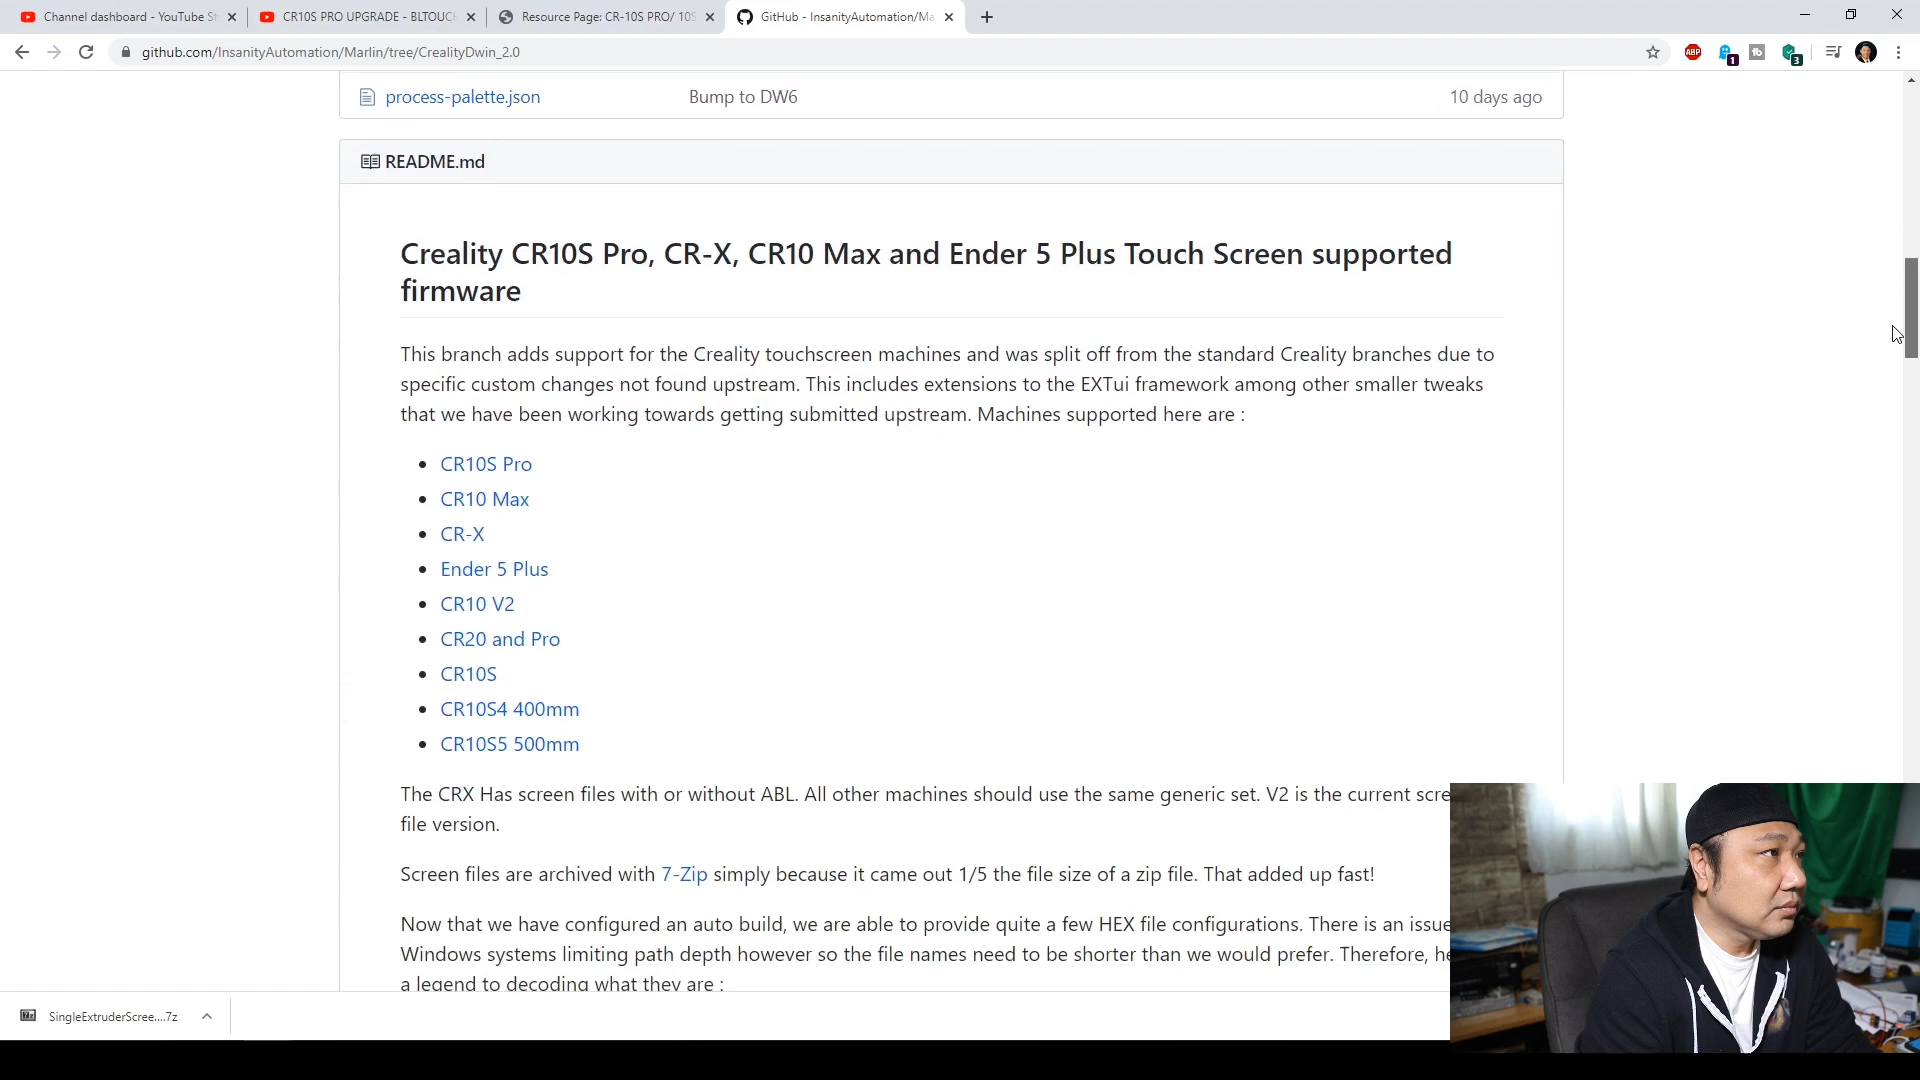 Channel dashboard - YouTube St
CR10S PRO UPGRADE - BLTOUCH
Resource Page: CR-10S PRO/ 10S
GitHub - InsanityAutomation/Ma
github.com/InsanityAutomation/Marlin/tree/CrealityDwin_2.0
ABP
1
tb
3
process-palette.json Bump to DW6 10 days ago
README.md
Creality CR10S Pro, CR-X, CR10 Max and Ender 5 Plus Touch Screen supported
firmware
This branch adds support for the Creality touchscreen machines and was split off from the standard Creality branches due to
specific custom changes not found upstream. This includes extensions to the EXTui framework among other smaller tweaks
that we have been working towards getting submitted upstream. Machines supported here are :
• CR10S Pro
• CR10 Max
• CR-X
• Ender 5 Plus
• CR10 V2
• CR20 and Pro
• CR10S
• CR10S4 400mm
• CR10S5 500mm
The CRX Has screen files with or without ABL. All other machines should use the same generic set. V2 is the current scre
file version.
Screen files are archived with 7-Zip simply because it came out 1/5 the file size of a zip file. That added up fast!
Now that we have configured an auto build, we are able to provide quite a few HEX file configurations. There is an issue
Windows systems limiting path depth however so the file names need to be shorter than we would prefer. Therefore, he
a legend to decoding what they are :
SingleExtruderScree....7z